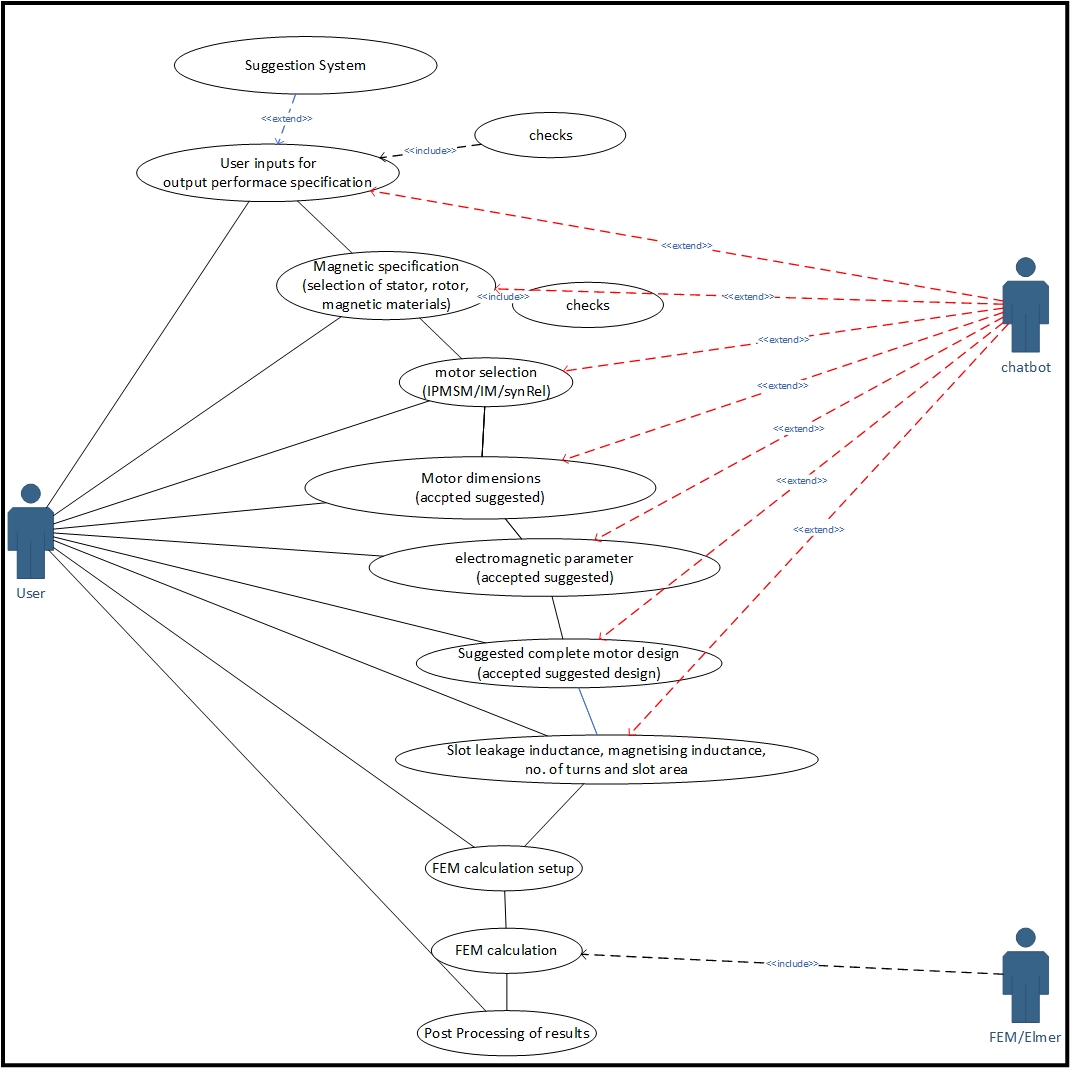 Suggestion System
<<extend>>
checks
<<include>>
User inputs for
output performace specification
<<extend>>
Magnetic specification
(selection of stator, rotor,
magnetic materials)
<<include>>
checks
<<extend>>
chatbot
<<extend>>
motor selection
(IPMSM/IM/synRel)
<<extend>>
<<extend>>
Motor dimensions
(accpted suggested)
<<extend>>
<<extend>>
electromagnetic parameter
(accepted suggested)
User
Suggested complete motor design
(accepted suggested design)
Slot leakage inductance, magnetising inductance,
no. of turns and slot area
FEM calculation setup
FEM calculation
<<include>>
Post Processing of results
FEM/Elmer